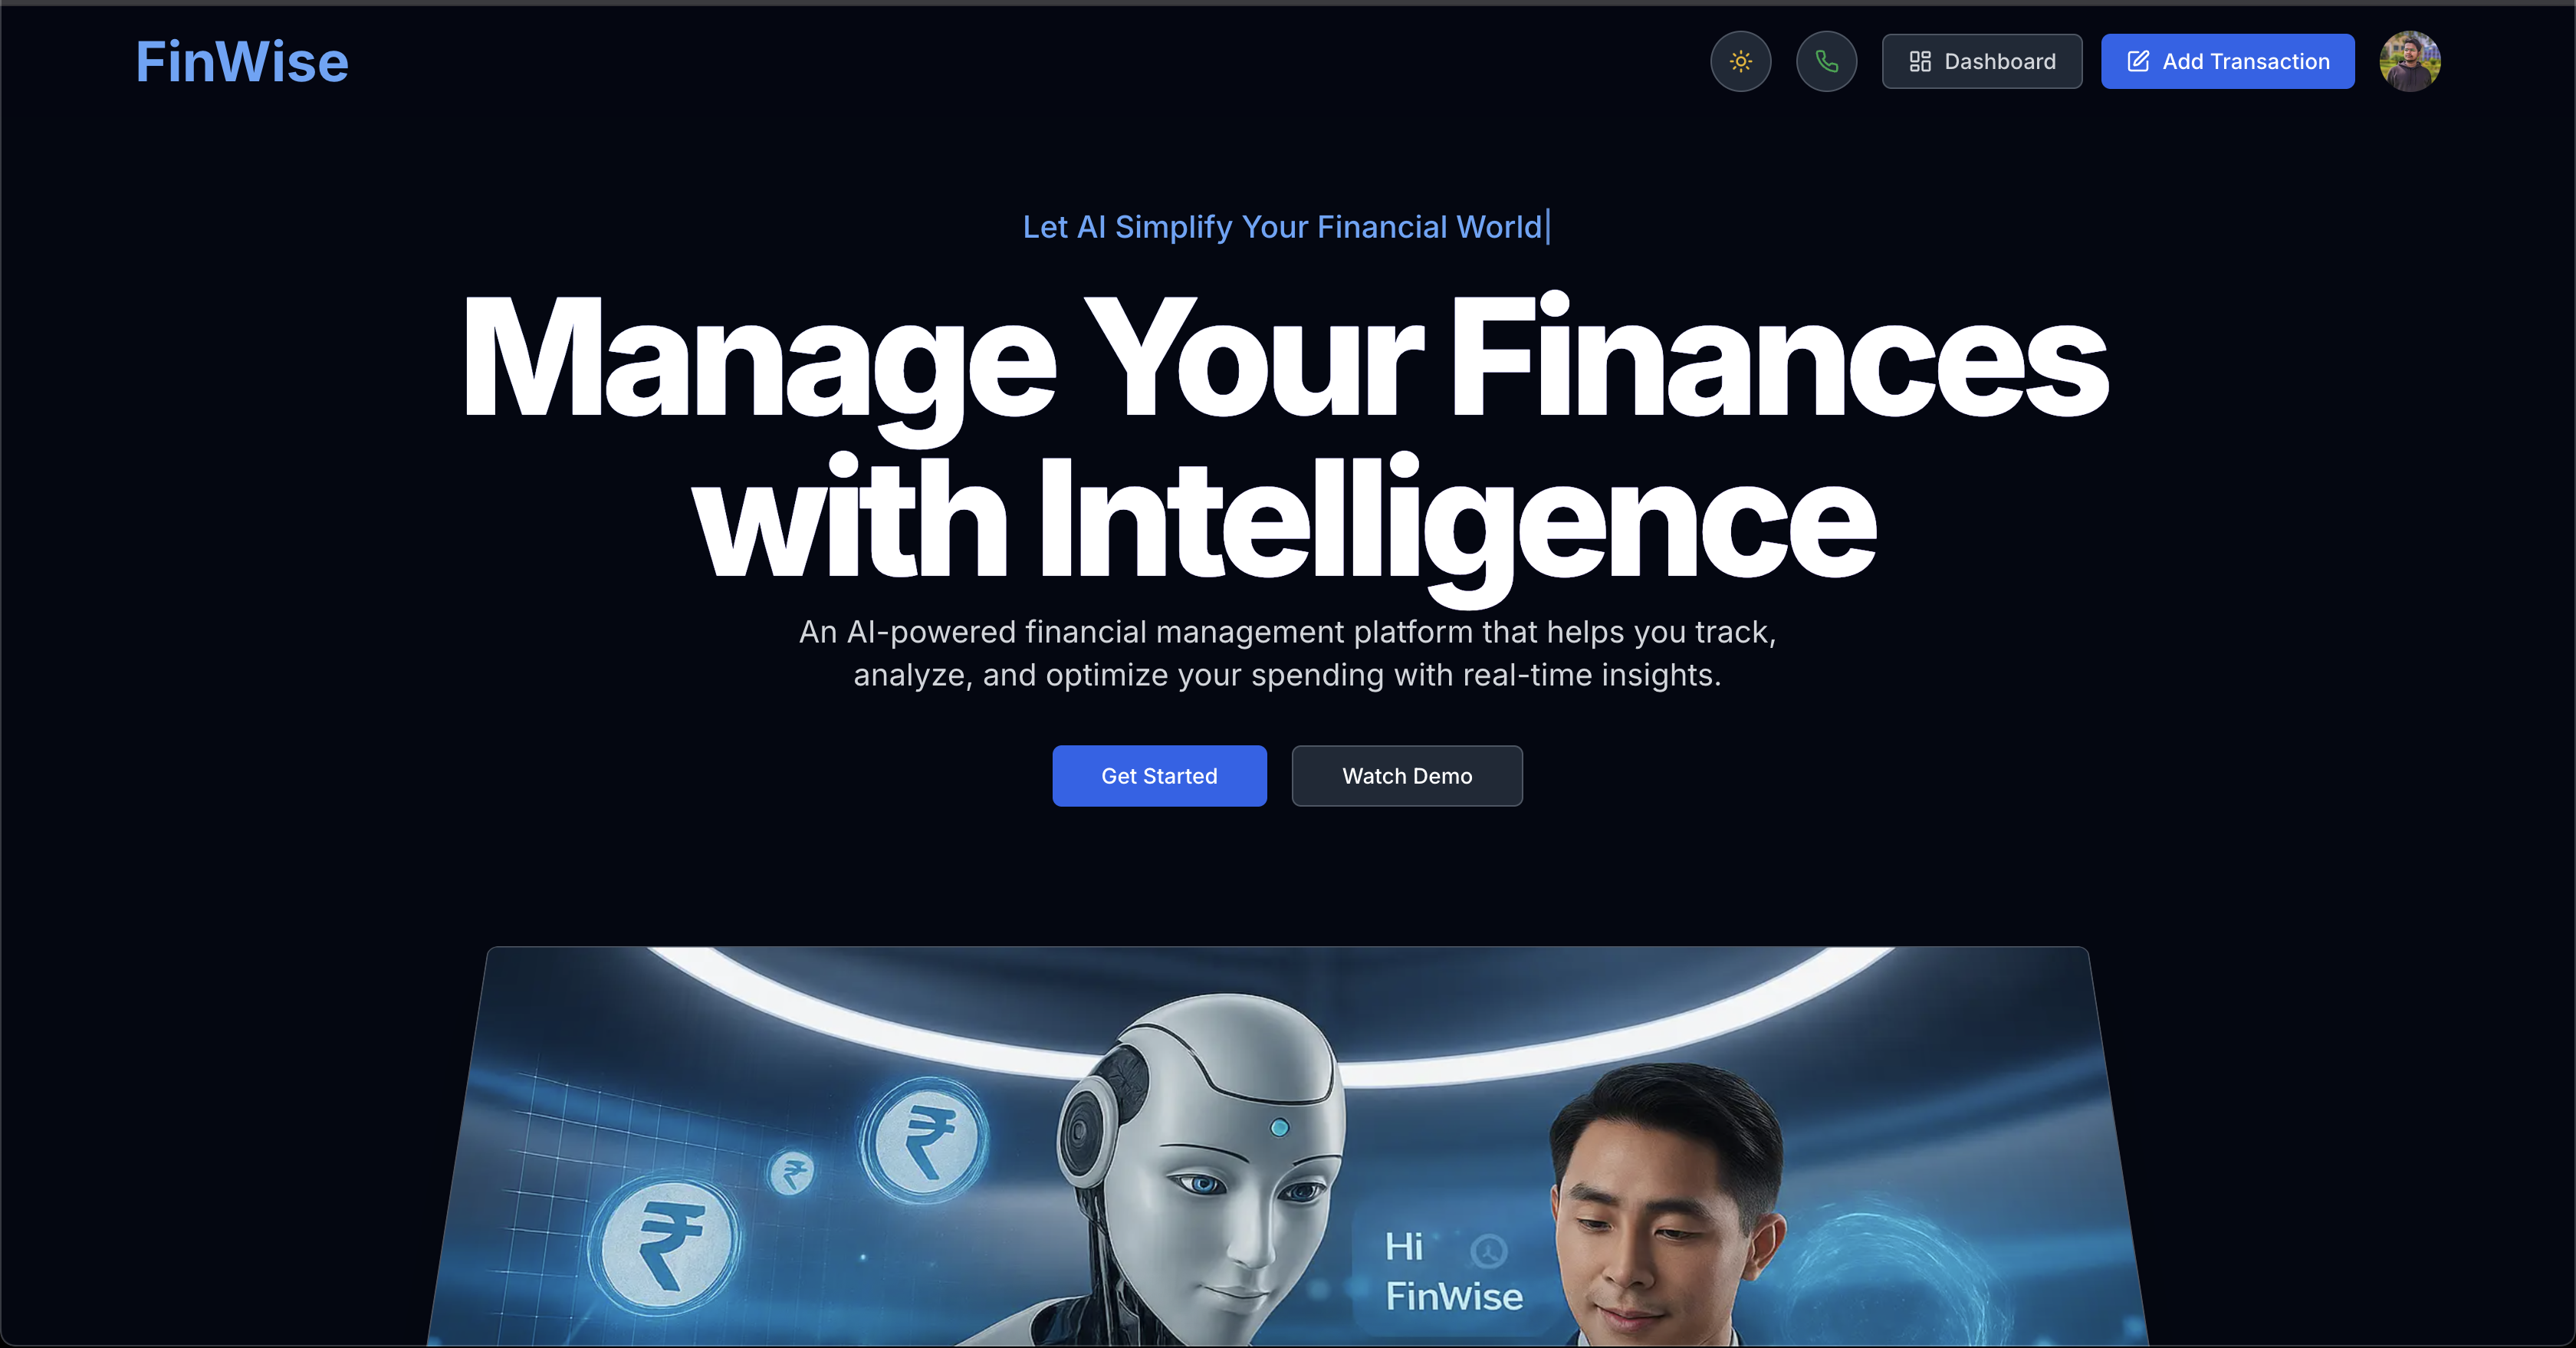 FinWise
Dashboard
Add Transaction
Let AI Simplify Your Financial World
Manage Your Finances
with Intelligence
An AI-powered financial management platform that helps you track,
analyze, and optimize your spending with real-time insights.
Get Started
Watch Demo
₹
₹
₹
Hi
FinWise